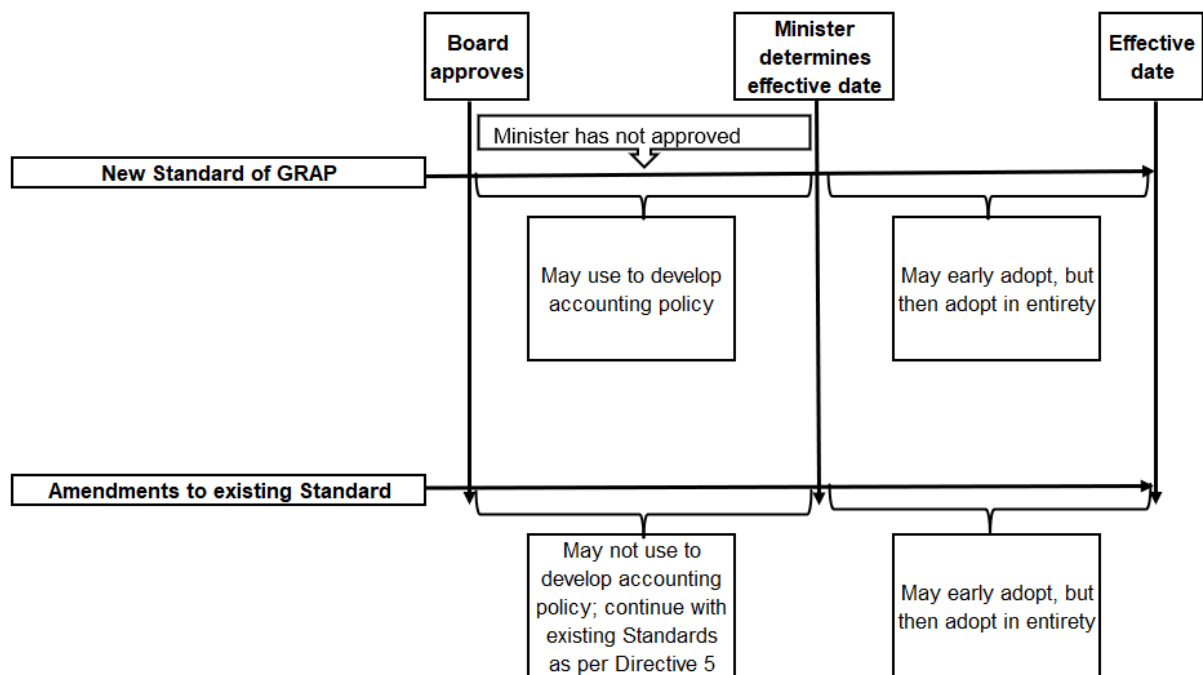 Board
approves
Minister
determines
effective date
Effective
date
Minister has not approved
New Standard of GRAP
May use to develop
accounting policy
May early adopt, but
then adopt in entirety
Amendments to existing Standard
May not use to
develop accounting
policy; continue with
existing Standards
as per Directive 5
May early adopt, but
then adopt in entirety